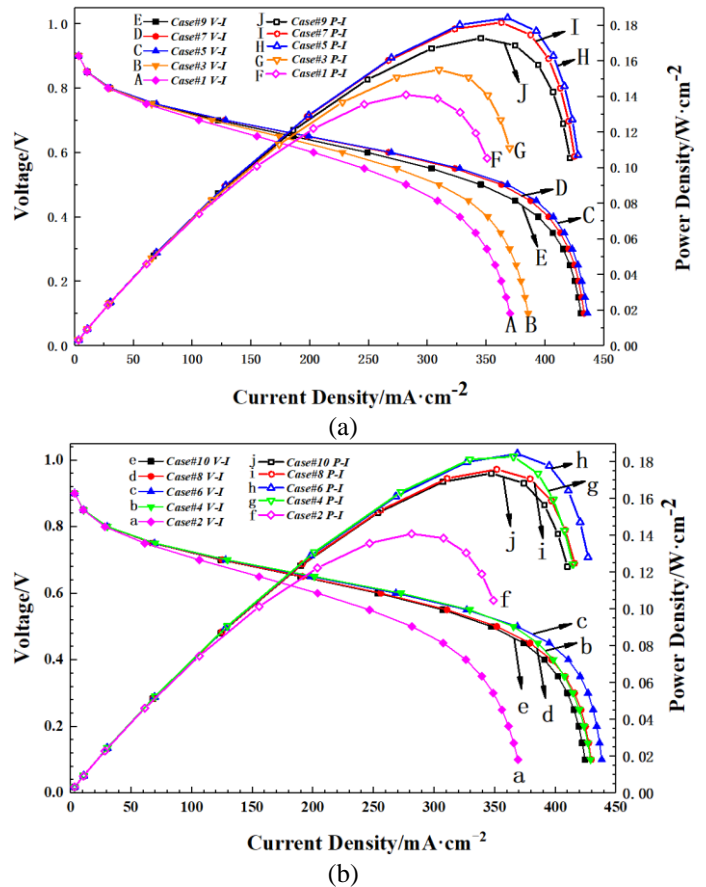 E Case#9 V-I J Case#9 P-I
D Case#7 V-I I Case#7 P-I
C Case#5 V-I H Case#5 P-I
B Case#3 V-I G Case#3 P-I
A Case#1 V-I F Case#1 P-I
I
H
J
G
F
D
C
E
A B
1.0
0.8
0.6
0.4
0.2
0.0
Voltage/V
0.18
0.16
0.14
0.12
0.10
0.08
0.06
0.04
0.02
0.00
Power Density/W·cm-2
0 50 100 150 200 250 300 350 400 450
Current Density/mA·cm-2
(a)
e Case#10 V-I j Case#10 P-I
d Case#8 V-I i Case#8 P-I
c Case#6 V-I h Case#6 P-I
b Case#4 V-I g Case#4 P-I
a Case#2 V-I f Case#2 P-I
h
g
j i
f
c
b
e d
a
1.0
0.8
0.6
0.4
0.2
0.0
Voltage/V
0.18
0.16
0.14
0.12
0.10
0.08
0.06
0.04
0.02
0.00
Power Density/W·cm-2
0 50 100 150 200 250 300 350 400 450
Current Density/mA·cm-2
(b)